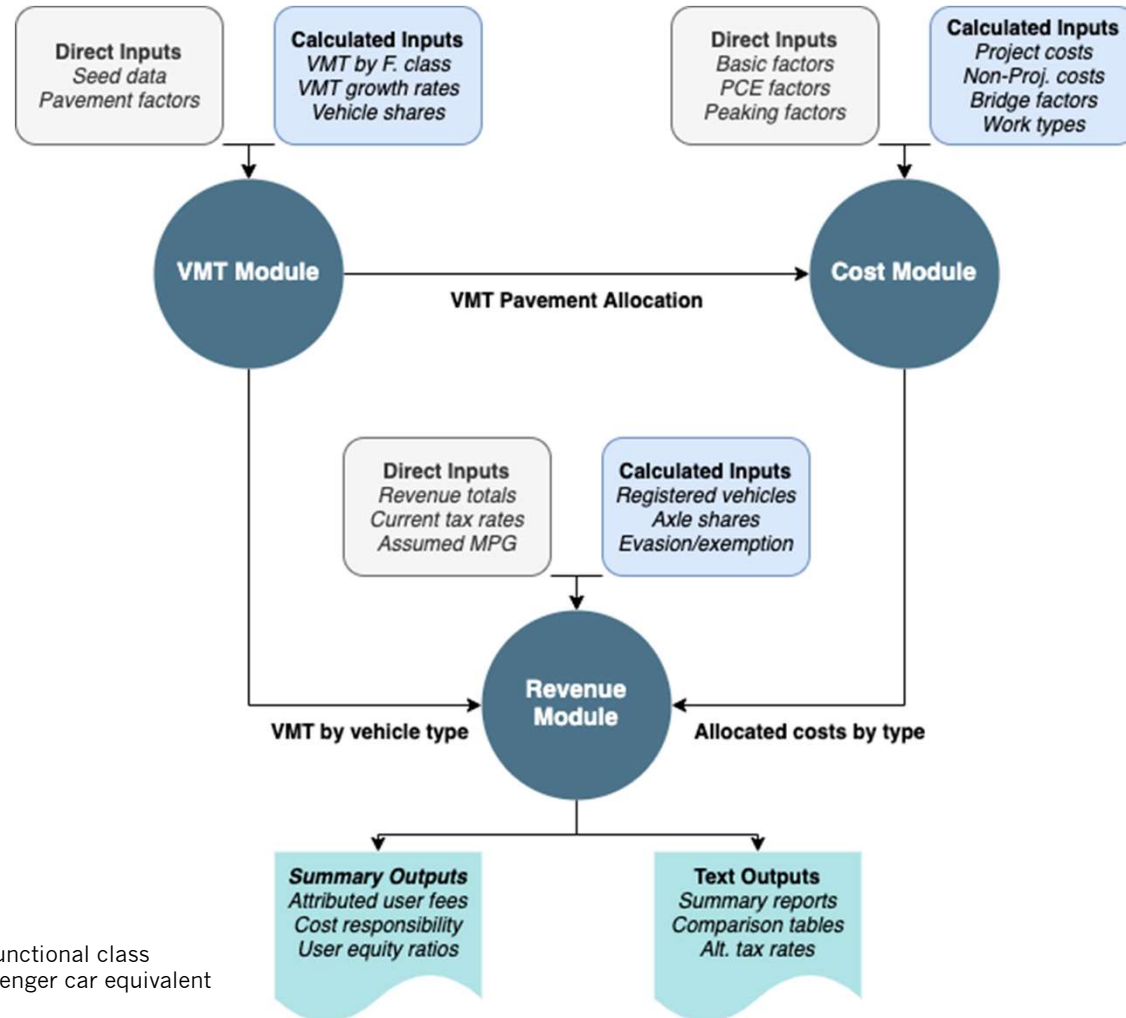 Direct Inputs
Seed data
Pavement factors
Calculated Inputs
VMT by F. class
VMT growth rates
Vehicle shares
Direct Inputs
Basic factors
PCE factors
Peaking factors
Calculated Inputs
Project costs
Non-Proj. costs
Bridge factors
Work types
VMT Module
VMT Pavement Allocation
Cost Module
Direct Inputs
Revenue totals
Current tax rates
Assumed MPG
Calculated Inputs
Registered vehicles
Axle shares
Evasion/exemption
Revenue
Module
VMT by vehicle type
Allocated costs by type
Summary Outputs
Attributed user fees
Cost responsibility
User equity ratios
Text Outputs
Summary reports
Comparison tables
Alt. tax rates
class
car equivalent